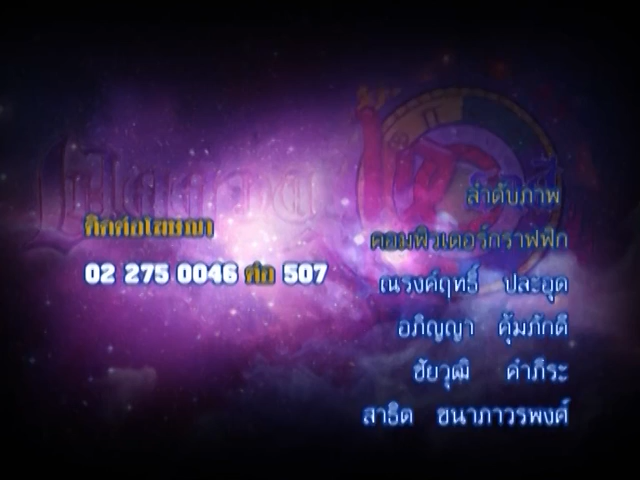 ลำดับภาพ
ติดต่อโฆษณา
คอมพิวเตอร์กราฟฟิก
02 275 0046 ต่อ 507
ณรงค์ฤทธิ์ ปละอุด
อภิญญา คุ้มภักดี
ชัยวุฒิ คำภีระ
สาธิต ชนาภาวรพงศ์